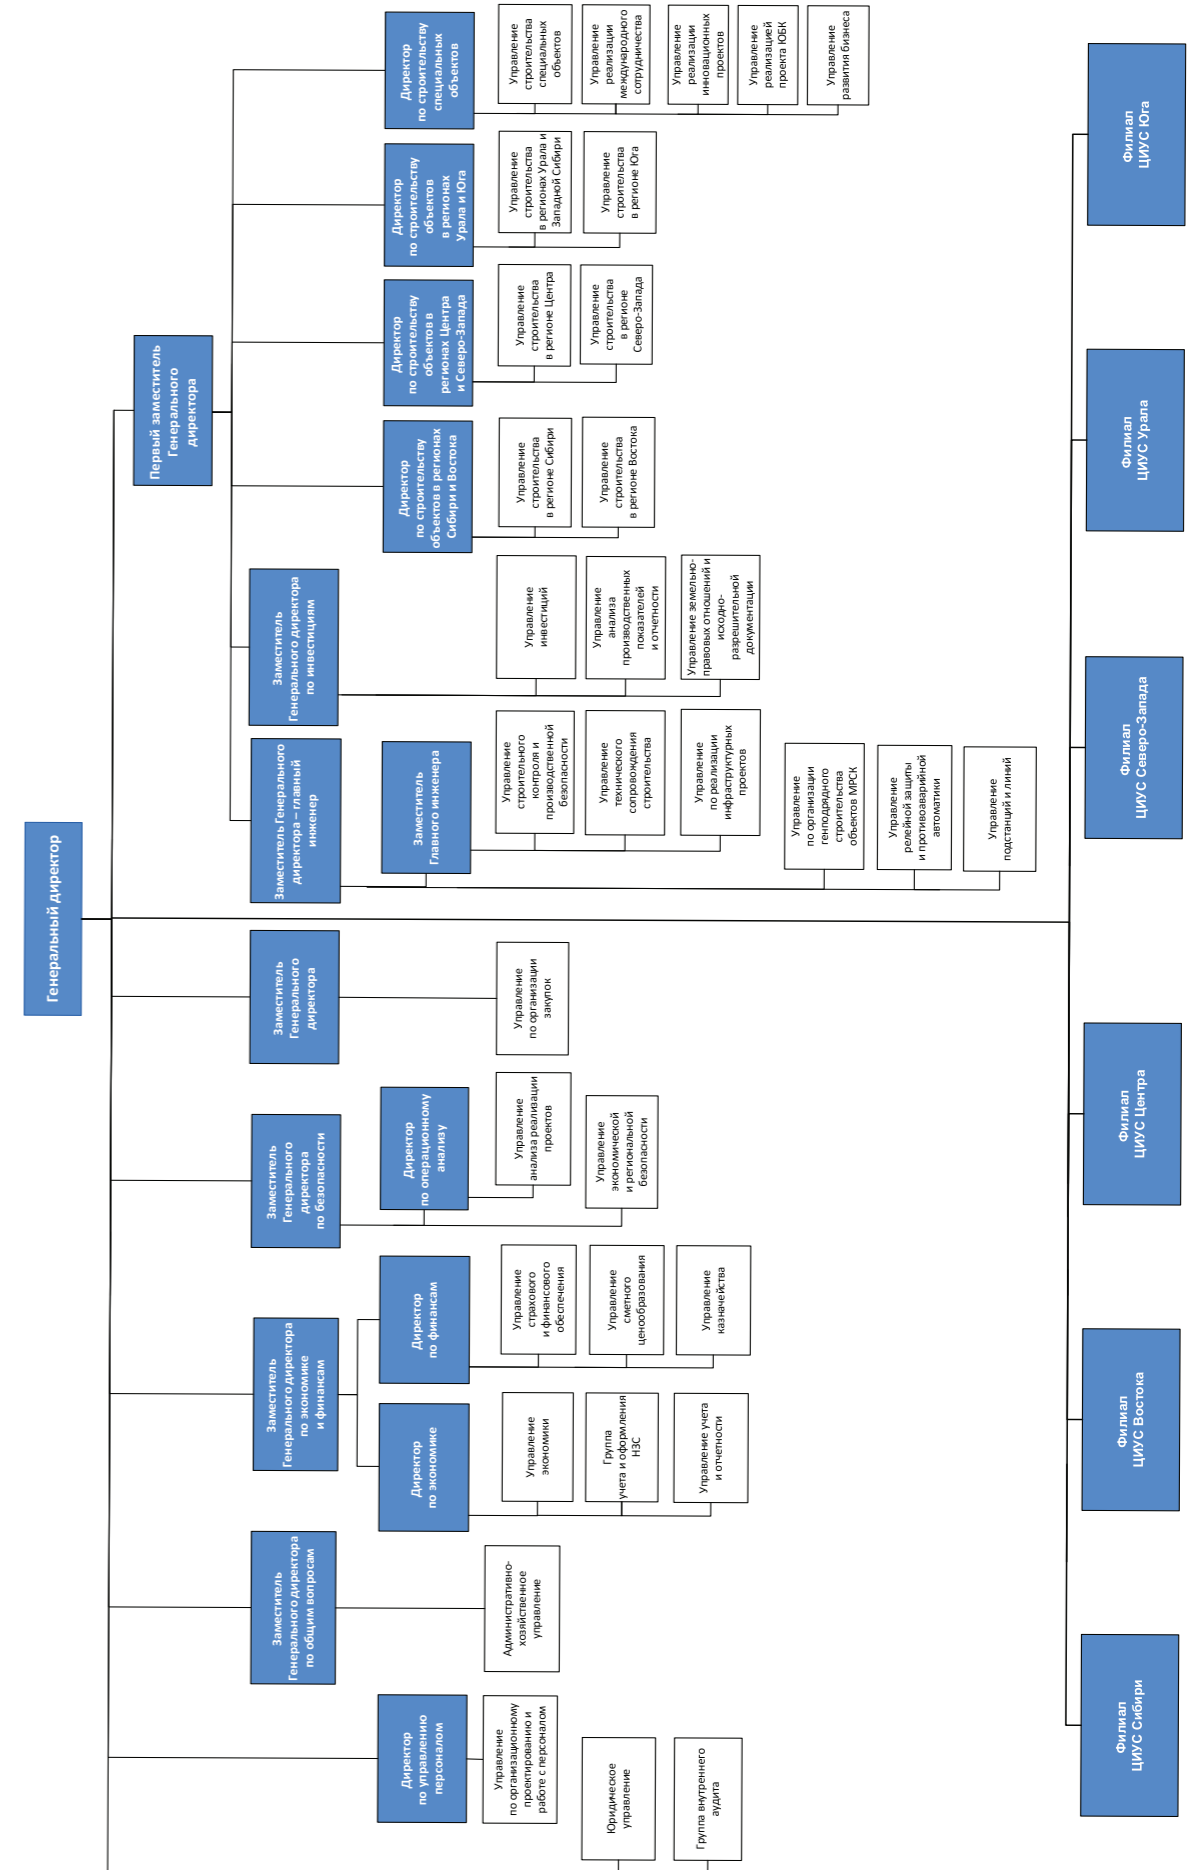 Генеральный директор
Первый заместитель
Генерального
директора
Заместитель
Генерального директора
по инвестициям
Заместитель Генерального
директора – главный
инженер
Заместитель
Генерального
директора
Заместитель
Генерального
директора
по безопасности
Заместитель
Генерального директора
по экономике
и финансам
Заместитель
Генерального директора
по общим вопросам
Директор
по управлению
персоналом
Директор
по экономике
Директор
по финансам
Директор
по операционному
анализу
Заместитель
Главного инженера
Директор
по строительству
объектов в регионах
Сибири и Востока
Директор
по строительству
объектов в
регионах Центра
и Северо-Запада
Директор
по строительству
объектов
в регионах
Урала и Юга
Директор
по строительству
специальных
объектов
Управление
по организационному
проектированию и
работе с персоналом
Юридическое
управление
Группа внутреннего
аудита
Административно-
хозяйственное
управление
Управление
экономики
Группа
учета и оформления
НЗС
Управление учета
и отчетности
Управление
страхового
и финансового
обеспечения
Управление
сметного
ценообразования
Управление
казначейства
Управление
анализа реализации
проектов
Управление
экономической
и региональной
безопасности
Управление
по организации
закупок
Управление
строительного
контроля и
производственной
безопасности
Управление
технического
сопровождения
строительства
Управление
по реализации
инфраструктурных
проектов
Управление
по организации
генподрядного
строительства
объектов МРСК
Управление
релейной защиты
и противоаварийной
автоматики
Управление
подстанций и линий
Управление
инвестиций
Управление
анализа
производственных
показателей
и отчетности
Управление земельно-
правовых отношений и
исходно-
разрешительной
документации
Управление
строительства
в регионе Сибири
Управление
строительства
в регионе Востока
Управление
строительства
в регионе Центра
Управление
строительства
в регионе
Северо-Запада
Управление
строительства
в регионах Урала и
Западной Сибири
Управление
строительства
в регионе Юга
Управление
строительства
специальных
объектов
Управление
реализации
международного
сотрудничества
Управление
реализации
инновационных
проектов
Управление
реализацией
проекта ЮБК
Управление
развития бизнеса
Филиал
ЦИУС Сибири
Филиал
ЦИУС Востока
Филиал
ЦИУС Центра
Филиал
ЦИУС Северо-Запада
Филиал
ЦИУС Урала
Филиал
ЦИУС Юга